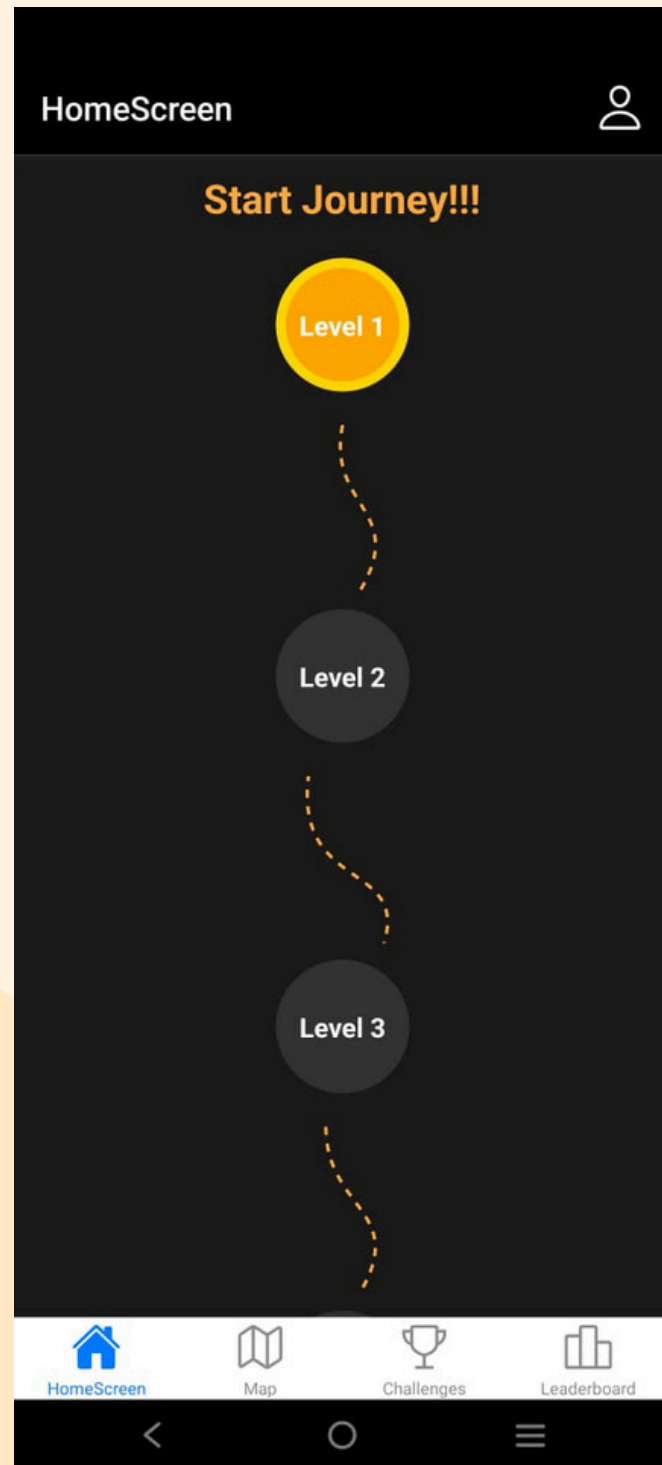 HomeScreen
Start Journey!!!
Level 1
Level 2
Level 3
HomeScreen Map Challenges Leaderboard